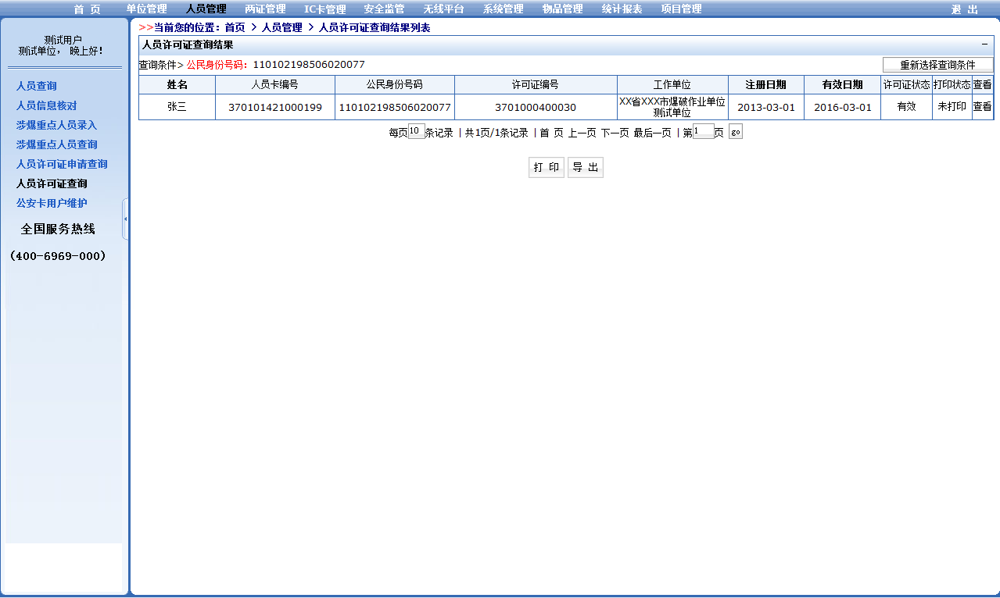 首 页 单位管理 人员管理 两证管理 IC卡管理 安全监管 无线平台 系统管理 物品管理 统计报表 项目管理 退 出
测试用户
测试单位， 晚上好！
人员查询
人员信息核对
涉爆重点人员录入
涉爆重点人员查询
人员许可证申请查询
人员许可证查询
公安卡用户维护
全国服务热线
(400-6969-000)
>>当前您的位置：首页 > 人员管理 > 人员许可证查询结果列表
人员许可证查询结果
查询条件> 公民身份号码：110102198506020077 重新选择查询条件
姓名 人员卡编号 公民身份号码 许可证编号 工作单位 注册日期 有效日期 许可证状态 打印状态 查看
张三 370101421000199 110102198506020077 3701000400030 XX省XXX市爆破作业单位 2013-03-01 2016-03-01 有效 未打印 查看
测试单位
每页10条记录 | 共1页/1条记录 | 首 页 上一页 下一页 最后一页 | 第1页 go
打 印 导 出